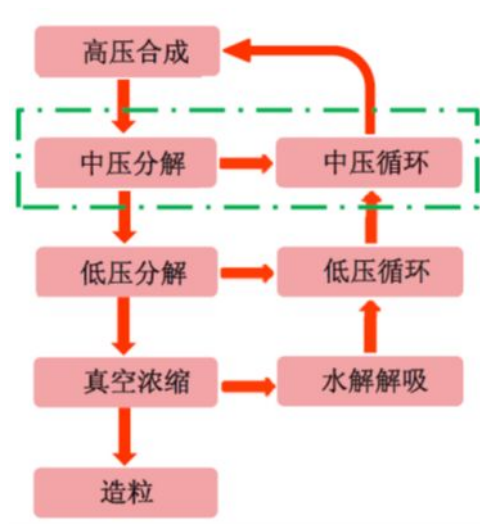 高压合成
中压分解
中压循环
低压分解
低压循环
真空浓缩
水解解吸
造粒